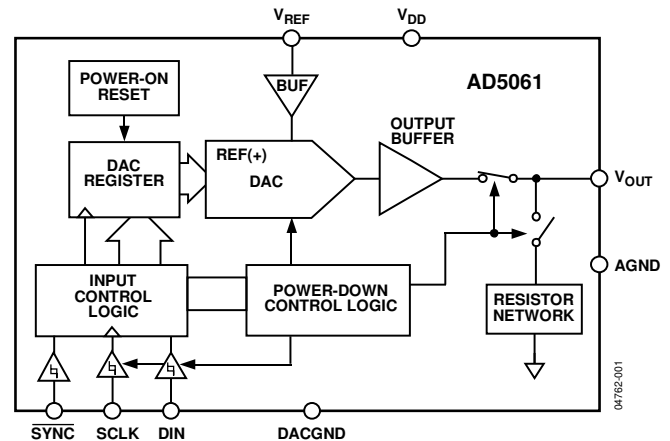 VREF
VDD
POWER-ON
RESET
BUF
AD5061
OUTPUT
BUFFER
REF(+)
DAC
DAC
REGISTER
VOUT
AGND
INPUT
CONTROL
LOGIC
POWER-DOWN
CONTROL LOGIC
RESISTOR
NETWORK
SYNC
SCLK
DIN
DACGND
04762-001